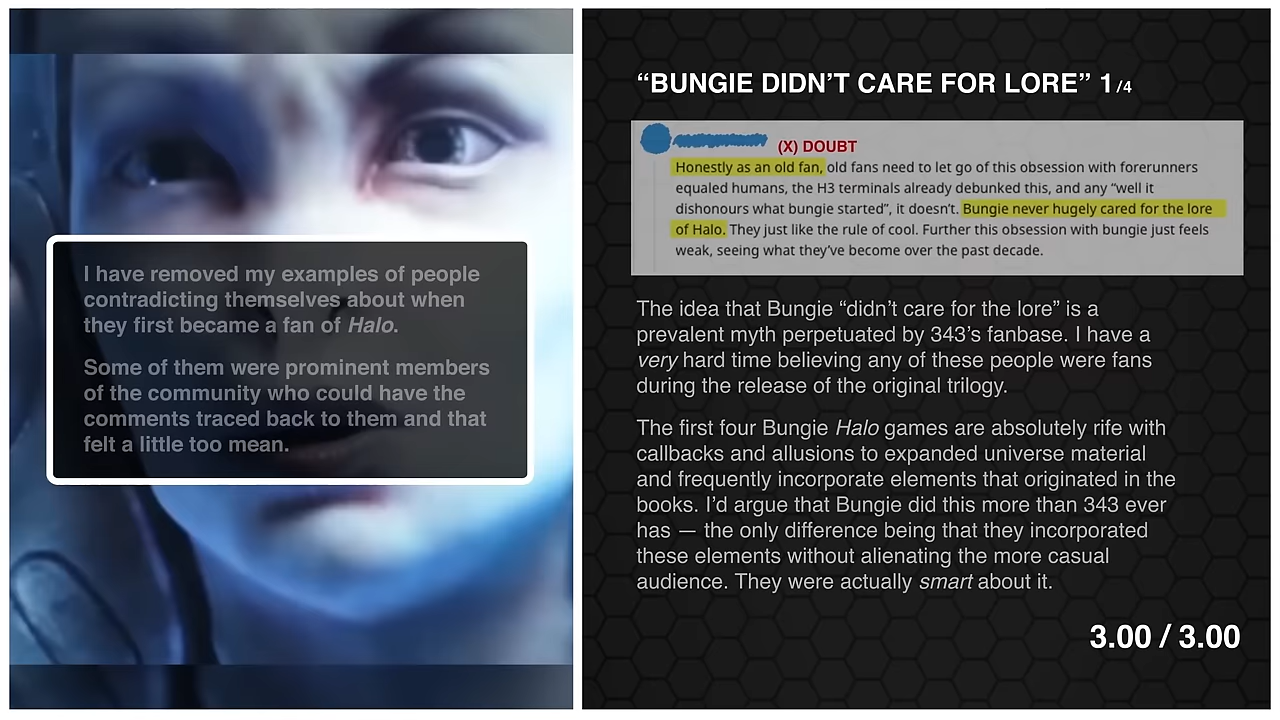 I have removed my examples of people
contradicting themselves about when
they first became a fan of Halo.
Some of them were prominent members
of the community who could have the
comments traced back to them and that
felt a little too mean.
“BUNGIE DIDN’T CARE FOR LORE” 1/4
(X) DOUBT
Honestly as an old fan, old fans need to let go of this obsession with forerunners
equaled humans, the H3 terminals already debunked this, and any “well it
dishonours what bungie started”, it doesn’t. Bungie never hugely cared for the lore
of Halo. They just like the rule of cool. Further this obsession with bungie just feels
weak, seeing what they’ve become over the past decade.
The idea that Bungie “didn’t care for the lore” is a
prevalent myth perpetuated by 343’s fanbase. I have a
very hard time believing any of these people were fans
during the release of the original trilogy.
The first four Bungie Halo games are absolutely rife with
callbacks and allusions to expanded universe material
and frequently incorporate elements that originated in the
books. I’d argue that Bungie did this more than 343 ever
has — the only difference being that they incorporated
these elements without alienating the more casual
audience. They were actually smart about it.
3.00 / 3.00